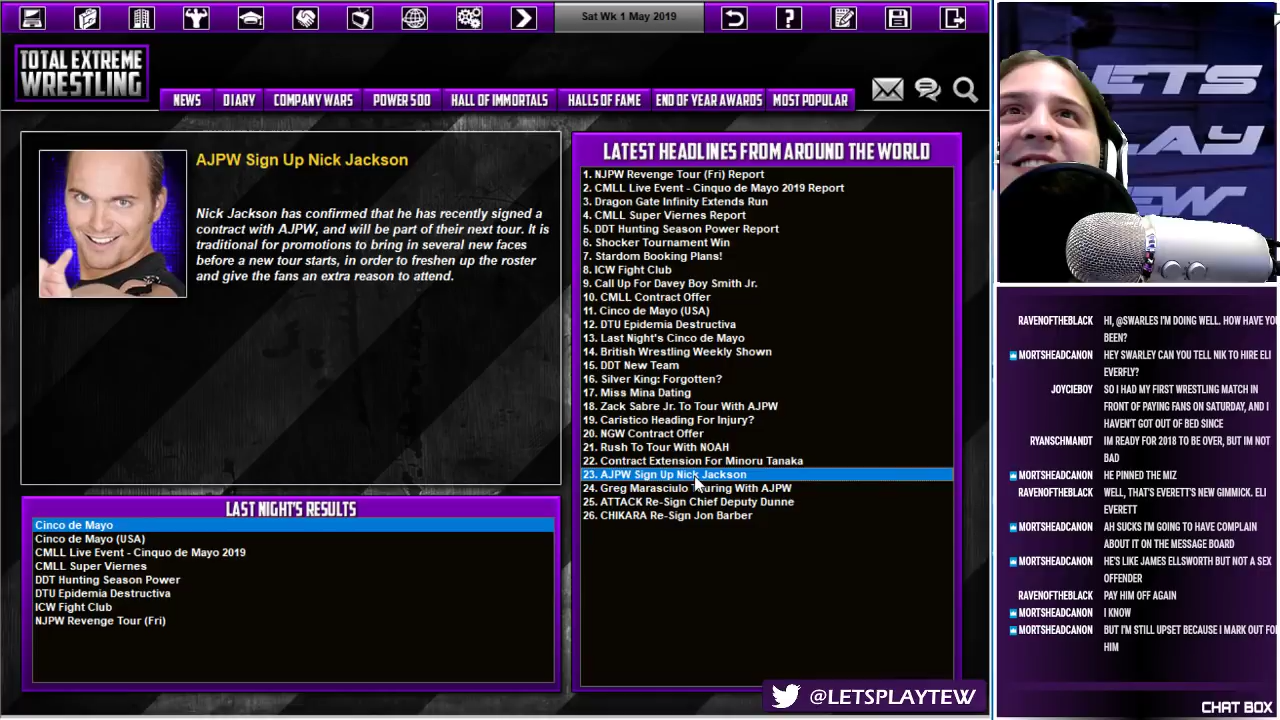 Sat Wk 1 May 2019
TOTAL EXTREME
WRESTLING
NEWS
DIARY
COMPANY WARS
POWER 500
HALL OF IMMORTALS
HALLS OF FAME
END OF YEAR AWARDS
MOST POPULAR
AJPW Sign Up Nick Jackson
Nick Jackson has confirmed that he has recently signed a
contract with AJPW, and will be part of their next tour. It is
traditional for promotions to bring in several new faces
before a new tour starts, in order to freshen up the roster
and give the fans an extra reason to attend.
LATEST HEADLINES FROM AROUND THE WORLD
1. NJPW Revenge Tour (Fri) Report
2. CMLL Live Event - Cinquo de Mayo 2019 Report
3. Dragon Gate Infinity Extends Run
4. CMLL Super Viernes Report
5. DDT Hunting Season Power Report
6. Shocker Tournament Win
7. Stardom Booking Plans!
8. ICW Fight Club
9. Call Up For Davey Boy Smith Jr.
10. CMLL Contract Offer
11. Cinco de Mayo (USA)
12. DTU Epidemia Destructiva
13. Last Night's Cinco de Mayo
14. British Wrestling Weekly Shown
15. DDT New Team
16. Silver King: Forgotten?
17. Miss Mina Dating
18. Zack Sabre Jr. To Tour With AJPW
19. Caristico Heading For Injury?
20. NGW Contract Offer
21. Rush To Tour With NOAH
22. Contract Extension For Minoru Tanaka
23. AJPW Sign Up Nick Jackson
24. Greg Marasciulo Touring With AJPW
25. ATTACK Re-Sign Chief Deputy Dunne
26. CHIKARA Re-Sign Jon Barber
LAST NIGHT'S RESULTS
Cinco de Mayo
Cinco de Mayo (USA)
CMLL Live Event - Cinquo de Mayo 2019
CMLL Super Viernes
DDT Hunting Season Power
DTU Epidemia Destructiva
ICW Fight Club
NJPW Revenge Tour (Fri)
@LETSPLAYTEW
LETS
PLAY
TEW
RAVENOFTHEBLACK HI, @SWARLES I'M DOING WELL. HOW HAVE YOU
BEEN?
MORTSHEADCANON HEY SWARLEY CAN YOU TELL NIK TO HIRE ELI
EVERFLY?
JOYCIEBOY SO I HAD MY FIRST WRESTLING MATCH IN
FRONT OF PAYING FANS ON SATURDAY, AND I
HAVEN'T GOT OUT OF BED SINCE
RYANSCHMANDT IM READY FOR 2018 TO BE OVER, BUT IM NOT
BAD
MORTSHEADCANON HE PINNED THE MIZ
RAVENOFTHEBLACK WELL, THAT'S EVERETT'S NEW GIMMICK. ELI
EVERETT
MORTSHEADCANON AH SUCKS I'M GOING TO HAVE COMPLAIN
ABOUT IT ON THE MESSAGE BOARD
MORTSHEADCANON HE'S LIKE JAMES ELLSWORTH BUT NOT A SEX
OFFENDER
RAVENOFTHEBLACK PAY HIM OFF AGAIN
MORTSHEADCANON I KNOW
MORTSHEADCANON BUT I'M STILL UPSET BECAUSE I MARK OUT FOR
HIM
CHAT BOX